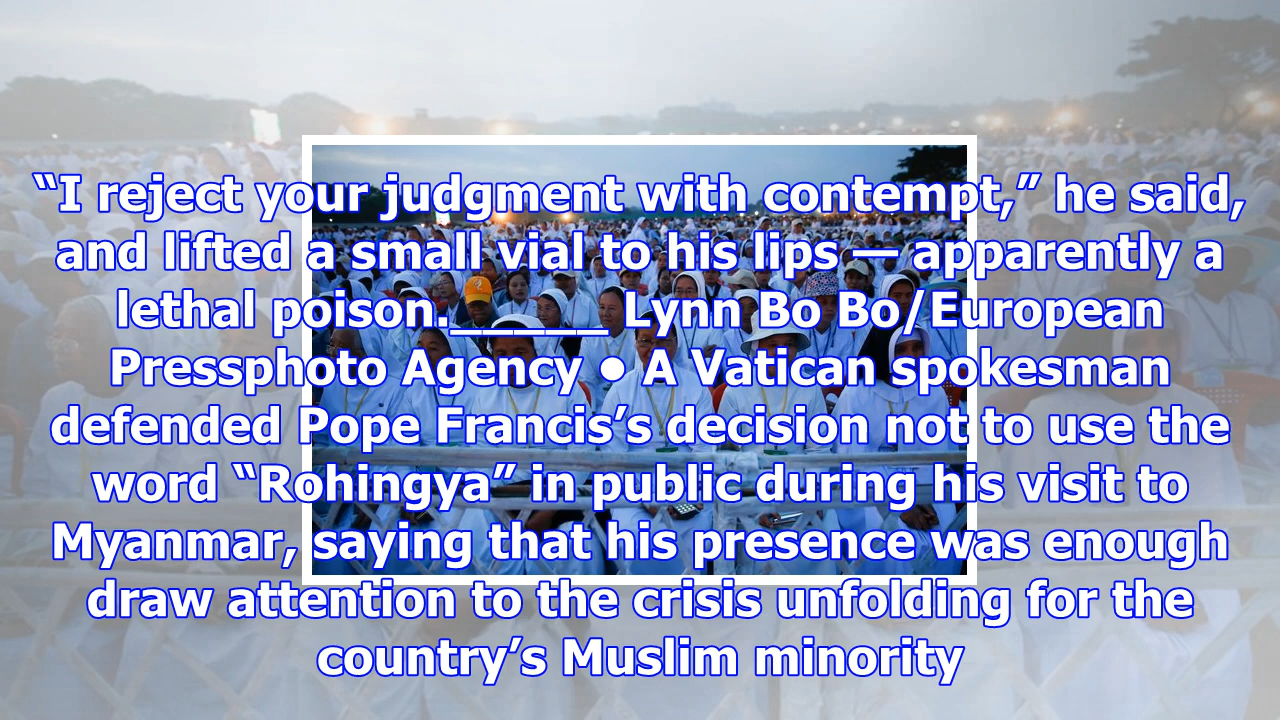 “I reject your judgment with contempt,” he said,
and lifted a small vial to his lips — apparently a
lethal poison._____ Lynn Bo Bo/European
Pressphoto Agency • A Vatican spokesman
defended Pope Francis’s decision not to use the
word “Rohingya” in public during his visit to
Myanmar, saying that his presence was enough
draw attention to the crisis unfolding for the
country’s Muslim minority